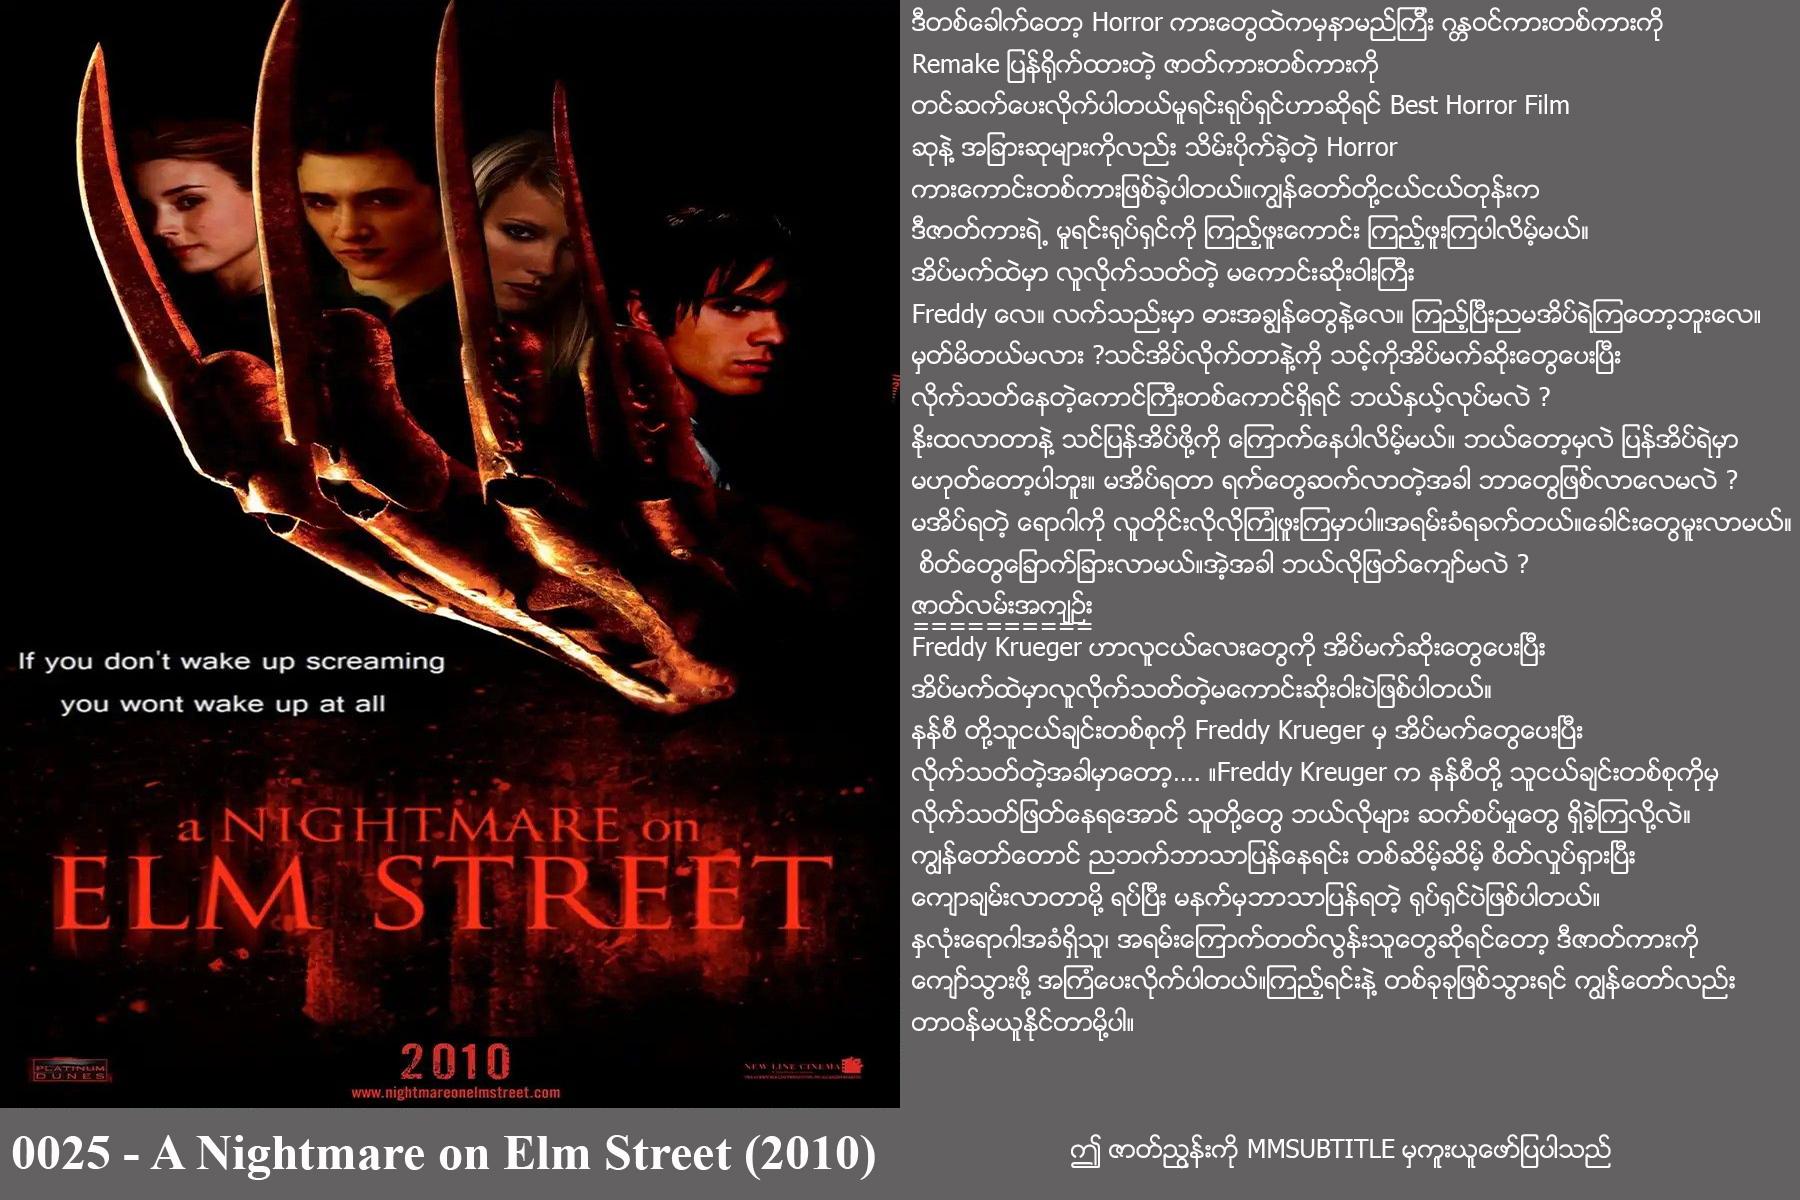 If you don't wake up screaming
you wont wake up at all
a NIGHTMARE on
ELM STREET
2010
PLATINUM
DUNES
NEW LINE CINEMA
www.nightmareonelmstreet.com
0025 - A Nightmare on Elm Street (2010)
ဒီတစ်ခေါက်တော့ Horror ကားတွေထဲကမှနာမည်ကြီး ဂန္တဝင်ကားတစ်ကားကို
Remake ပြန်ရိုက်ထားတဲ့ ဇာတ်ကားတစ်ကားကို
တင်ဆက်ပေးလိုက်ပါတယ်မူရင်းရုပ်ရှင်ဟာဆိုရင် Best Horror Film
ဆုနဲ့ အခြားဆုများကိုလည်း သိမ်းပိုက်ခဲ့တဲ့ Horror
ကားကောင်းတစ်ကားဖြစ်ခဲ့ပါတယ်။ကျွန်တော်တို့ငယ်ငယ်တုန်းက
ဒီဇာတ်ကားရဲ့ မူရင်းရုပ်ရှင်ကို ကြည့်ဖူးကောင်း ကြည့်ဖူးကြပါလိမ့်မယ်။
အိပ်မက်ထဲမှာ လူလိုက်သတ်တဲ့ မကောင်းဆိုးဝါးကြီး
Freddy လေ။ လက်သည်းမှာ ဓားအချွန်တွေနဲ့လေ။ ကြည့်ပြီးညမအိပ်ရဲကြတော့ဘူးလေ။
မှတ်မိတယ်မလား ?သင်အိပ်လိုက်တာနဲ့ကို သင့်ကိုအိပ်မက်ဆိုးတွေပေးပြီး
လိုက်သတ်နေတဲ့ကောင်ကြီးတစ်ကောင်ရှိရင် ဘယ်နှယ့်လုပ်မလဲ ?
နိုးထလာတာနဲ့ သင်ပြန်အိပ်ဖို့ကို ကြောက်နေပါလိမ့်မယ်။ ဘယ်တော့မှလဲ ပြန်အိပ်ရဲမှာ
မဟုတ်တော့ပါဘူး။ မအိပ်ရတာ ရက်တွေဆက်လာတဲ့အခါ ဘာတွေဖြစ်လာလေမလဲ ?
မအိပ်ရတဲ့ ရောဂါကို လူတိုင်းလိုလိုကြုံဖူးကြမှာပါ။အရမ်းခံရခက်တယ်။ခေါင်းတွေမူးလာမယ်။
စိတ်တွေခြောက်ခြားလာမယ်။အဲ့အခါ ဘယ်လိုဖြတ်ကျော်မလဲ ?
ဇာတ်လမ်းအကျဉ်း
==========
Freddy Krueger ဟာလူငယ်လေးတွေကို အိပ်မက်ဆိုးတွေပေးပြီး
အိပ်မက်ထဲမှာလူလိုက်သတ်တဲ့မကောင်းဆိုးဝါးပဲဖြစ်ပါတယ်။
နန်စီ တို့သူငယ်ချင်းတစ်စုကို Freddy Krueger မှ အိပ်မက်တွေပေးပြီး
လိုက်သတ်တဲ့အခါမှာတော့.... ။Freddy Kreuger က နန်စီတို့ သူငယ်ချင်းတစ်စုကိုမှ
လိုက်သတ်ဖြတ်နေရအောင် သူတို့တွေ ဘယ်လိုများ ဆက်စပ်မှုတွေ ရှိခဲ့ကြလို့လဲ။
ကျွန်တော်တောင် ညဘက်ဘာသာပြန်နေရင်း တစ်ဆိမ့်ဆိမ့် စိတ်လှုပ်ရှားပြီး
ကျောချမ်းလာတာမို့ ရပ်ပြီး မနက်မှဘာသာပြန်ရတဲ့ ရုပ်ရှင်ပဲဖြစ်ပါတယ်။
နှလုံးရောဂါအခံရှိသူ၊ အရမ်းကြောက်တတ်လွန်းသူတွေဆိုရင်တော့ ဒီဇာတ်ကားကို
ကျော်သွားဖို့ အကြံပေးလိုက်ပါတယ်။ကြည့်ရင်းနဲ့ တစ်ခုခုဖြစ်သွားရင် ကျွန်တော်လည်း
တာဝန်မယူနိုင်တာမို့ပါ။
ဤ ဇာတ်ညွှန်းကို MMSUBTITLE မှကူးယူဖော်ပြပါသည်